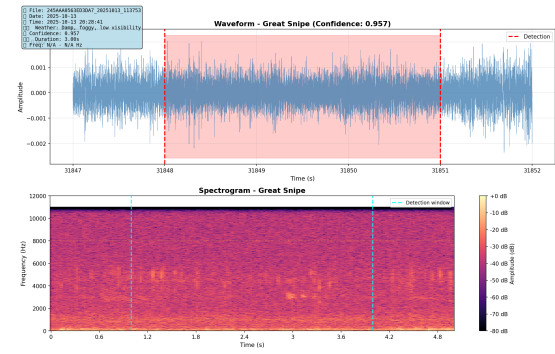 File: 245AAA0563ED3DA7_20251013_113753
Date: 2025-10-13
Time: 2025-10-13 20:28:41
Weather: Damp, foggy, low visibility
Confidence: 0.957
Duration: 3.00s
Freq: N/A - N/A Hz
Waveform - Great Snipe (Confidence: 0.957)
Detection
Amplitude
0.001
0.000
−0.001
−0.002
31847 31848 31849 31850 31851 31852
Time (s)
Spectrogram - Great Snipe
Detection window
Frequency (Hz)
12000
10000
8000
6000
4000
2000
0
0 0.6 1.2 1.8 2.4 3 3.6 4.2 4.8
Time (s)
+0 dB
-10 dB
-20 dB
-30 dB
-40 dB
-50 dB
-60 dB
-70 dB
-80 dB
Amplitude (dB)